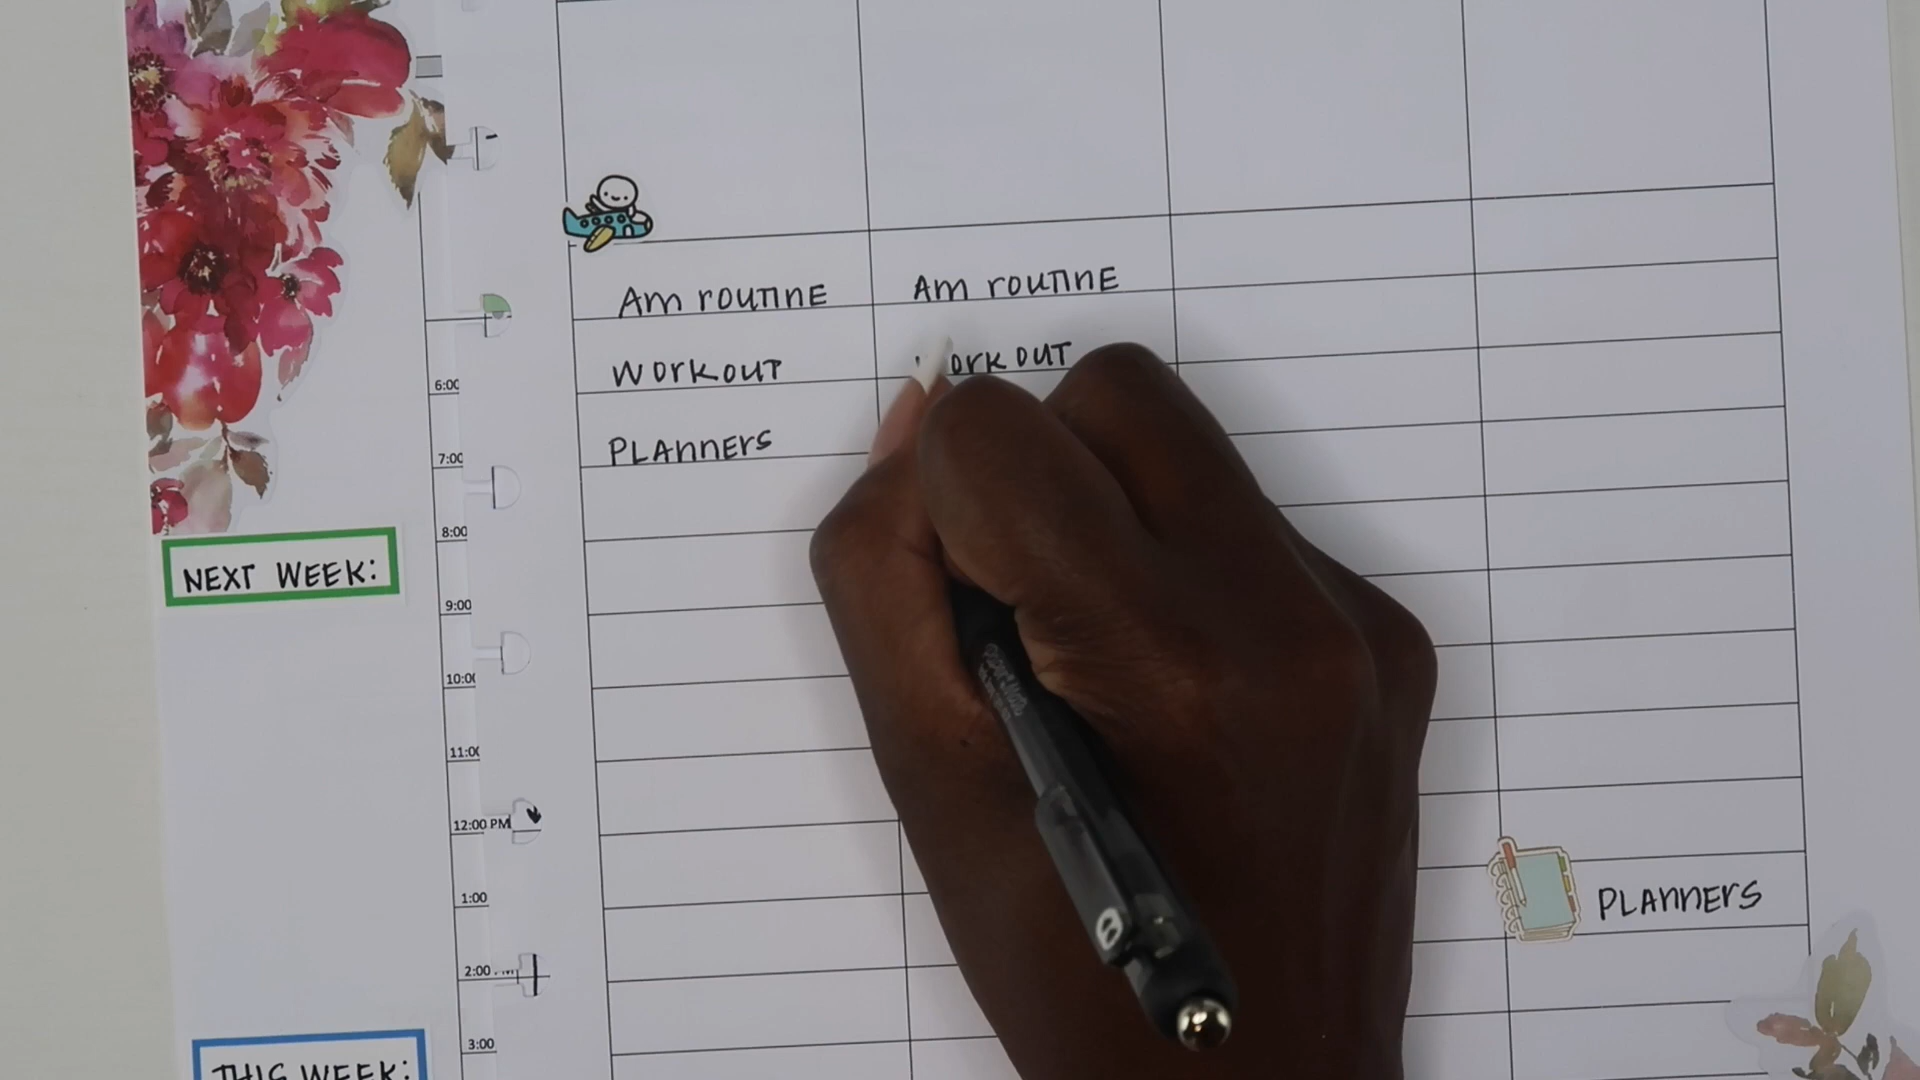 Am routine
Am routine
Workout
Work out
PLAnners
NEXT WEEK:
6:00
7:00
8:00
9:00
10:00
11:00
12:00 PM
1:00
PLAnners
2:00
3:00
THIS WEEK: